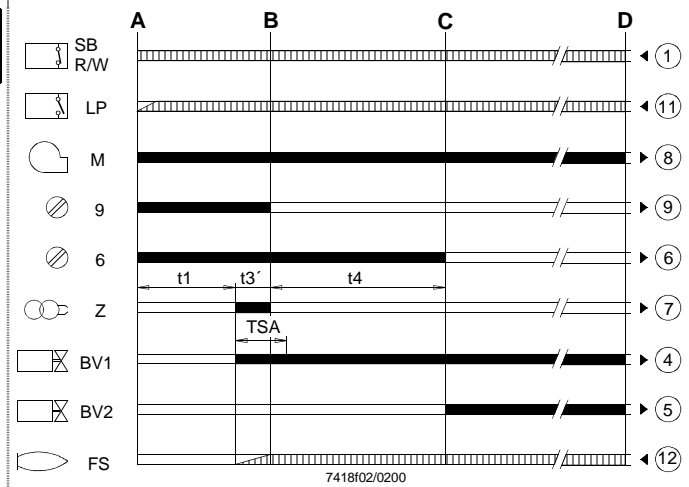 A B C D
SB
R/W 1
LP 11
M 8
9 9
6 6
t1 t3´ t4
Z 7
TSA
BV1 4
BV2 5
FS 12
7418f02/0200